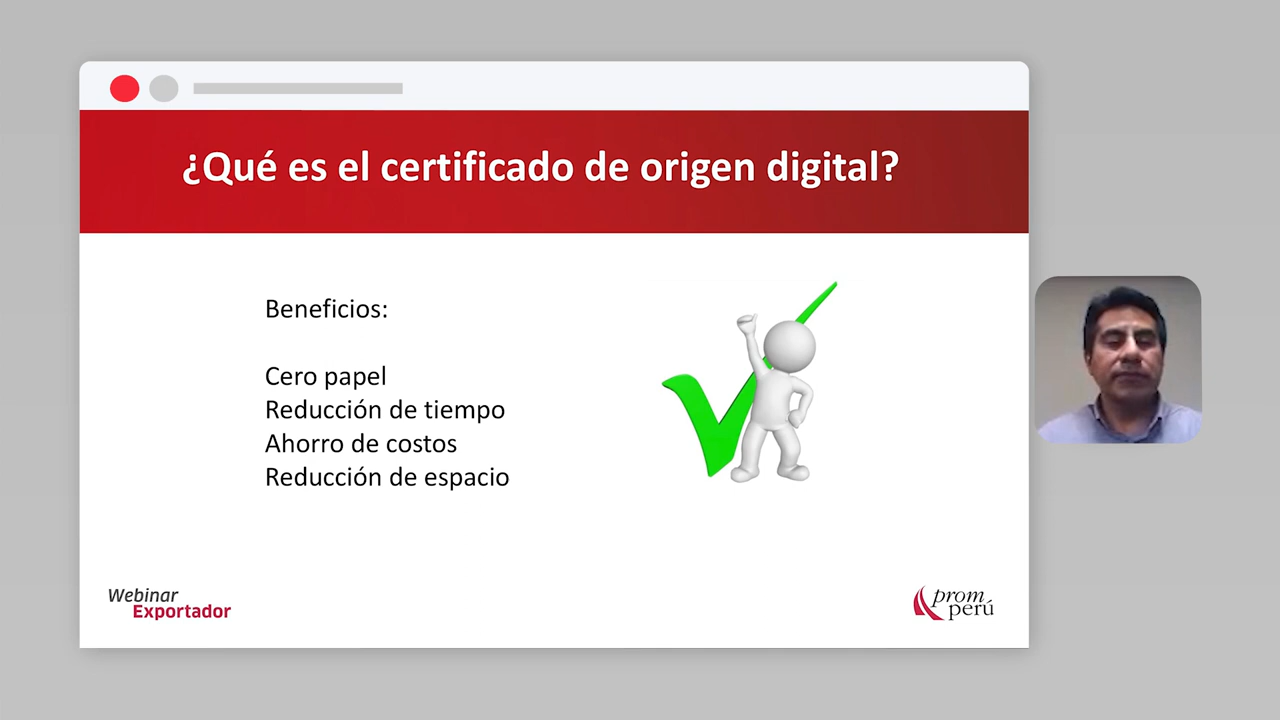 ¿Qué es el certificado de origen digital?
Beneficios:
Cero papel
Reducción de tiempo
Ahorro de costos
Reducción de espacio
Webinar
Exportador
prom
perú